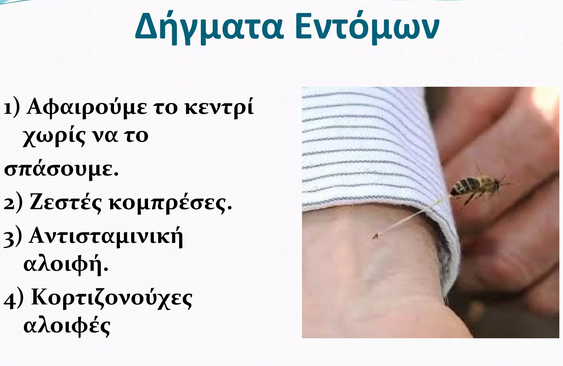 Δήγματα Εντόμων
1) Αφαιρούμε το κεντρί
χωρίς να το
σπάσουμε.
2) Ζεστές κομπρέσες.
3) Αντισταμινική
αλοιφή.
4) Κορτιζονούχες
αλοιφές